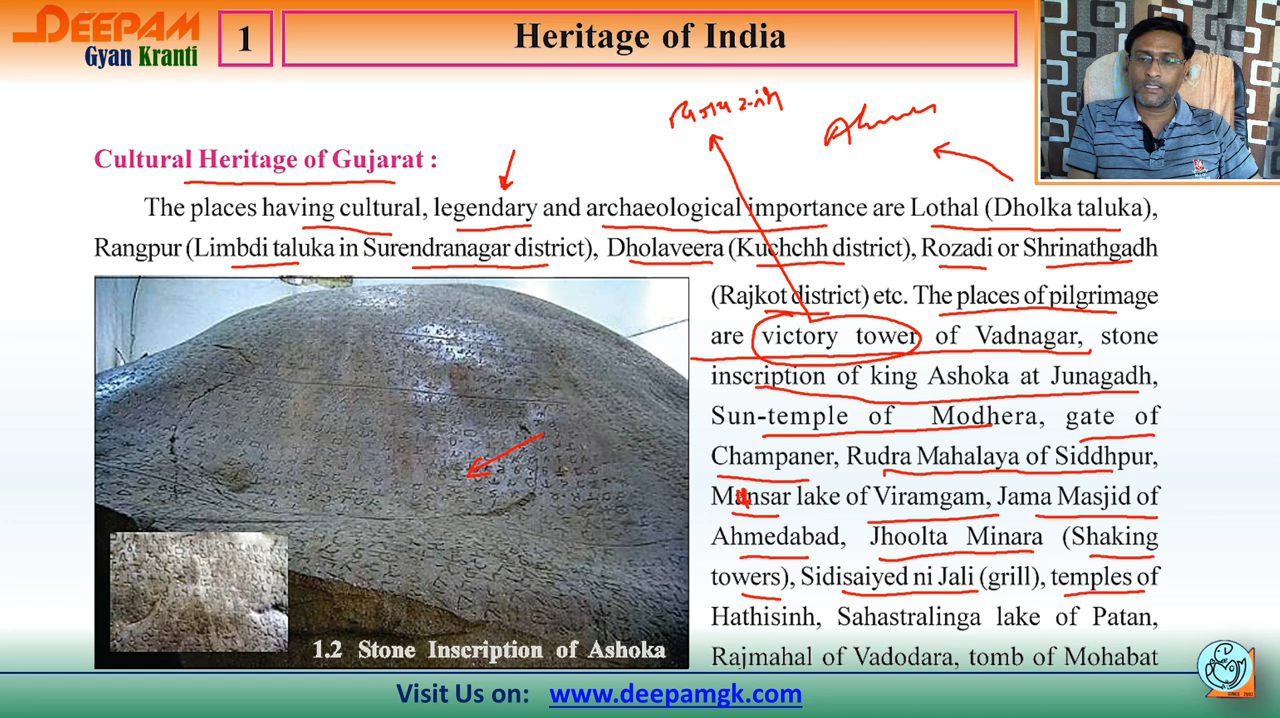 DEEPAM
Gyan Kranti
1
Heritage of India
Cultural Heritage of Gujarat :
The places having cultural, legendary and archaeological importance are Lothal (Dholka taluka),
Rangpur (Limbdi taluka in Surendranagar district), Dholaveera (Kuchchh district), Rozadi or Shrinathgadh
(Rajkot district) etc. The places of pilgrimage
are victory tower of Vadnagar, stone
inscription of king Ashoka at Junagadh,
Sun-temple of Modhera, gate of
Champaner, Rudra Mahalaya of Siddhpur,
lake of Viramgam, Jama Masjid of
Ahmedabad, Jhoolta Minara (Shaking
towers), Sidisaiyed ni Jali (grill), temples of
Hathisinh, Sahastralinga lake of Patan,
Rajmahal of Vadodara, tomb of Mohabat
1.2 Stone Inscription of Ashoka
Visit Us on: www.deepamgk.com